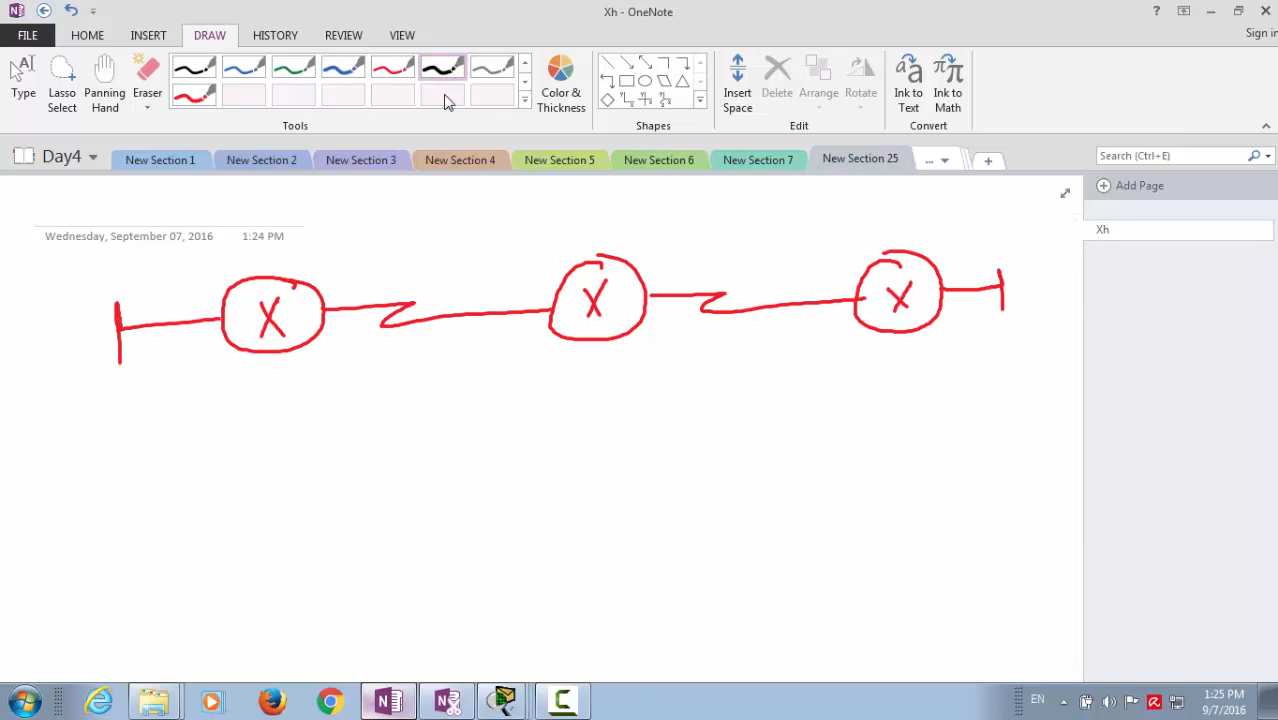 Xh - OneNote
? 
Sign in
FILE HOME INSERT DRAW HISTORY REVIEW VIEW
Type
Lasso Select
Panning Hand
Eraser
Color & Thickness
Insert Space
Delete
Arrange
Rotate
Ink to Text
Ink to Math
Tools
Shapes
Edit
Convert
Day4
New Section 1
New Section 2
New Section 3
New Section 4
New Section 5
New Section 6
New Section 7
New Section 25
...
Search (Ctrl+E)
Add Page
Xh
Wednesday, September 07, 2016 1:24 PM
X X X
EN
1:25 PM
9/7/2016